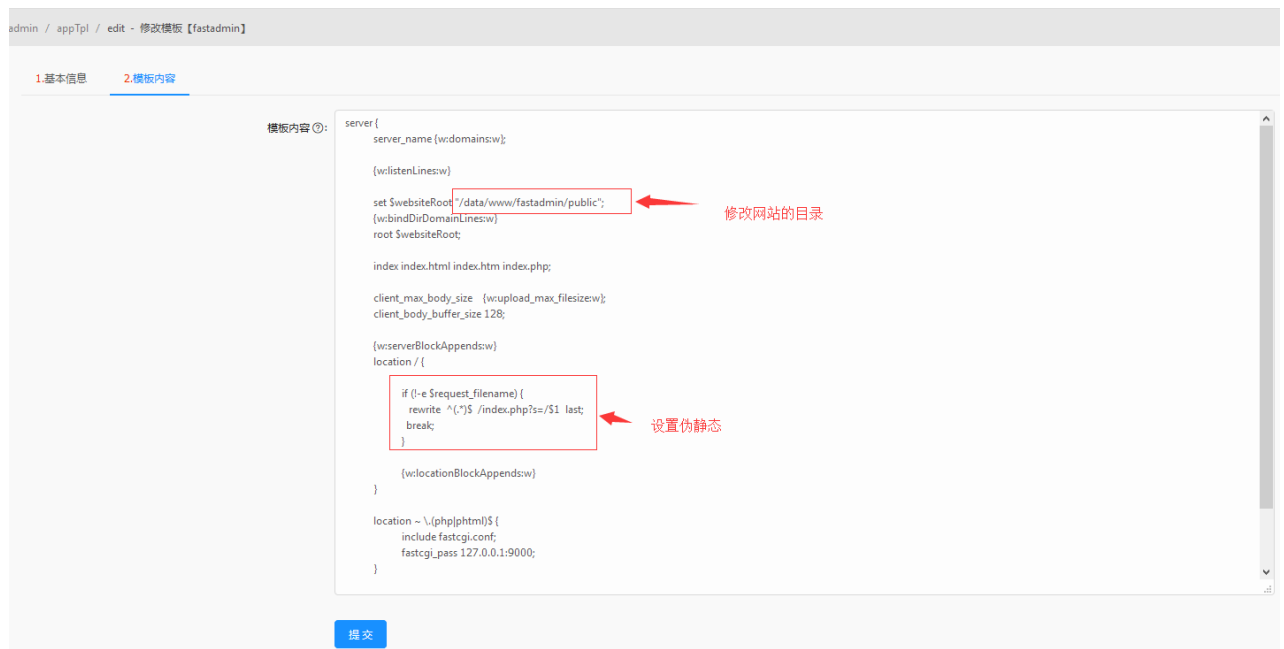 admin / appTpl / edit - 修改模板【fastadmin】
1.基本信息 2.模板内容
模板内容?:
server {
server_name {w:domains:w};
{w:listenLines:w}
set $websiteRoot "/data/www/fastadmin/public";
修改网站的目录
{w:bindDirDomainLines:w}
root $websiteRoot;
index index.html index.htm index.php;
client_max_body_size {w:upload_max_filesize:w};
client_body_buffer_size 128;
{w:serverBlockAppends:w}
location / {
if (!-e $request_filename) {
rewrite ^(.*)$ /index.php?s=/$1 last;
break;
设置伪静态
}
{w:locationBlockAppends:w}
}
location ~ \.(php|phtml)$ {
include fastcgi.conf;
fastcgi_pass 127.0.0.1:9000;
}
提交